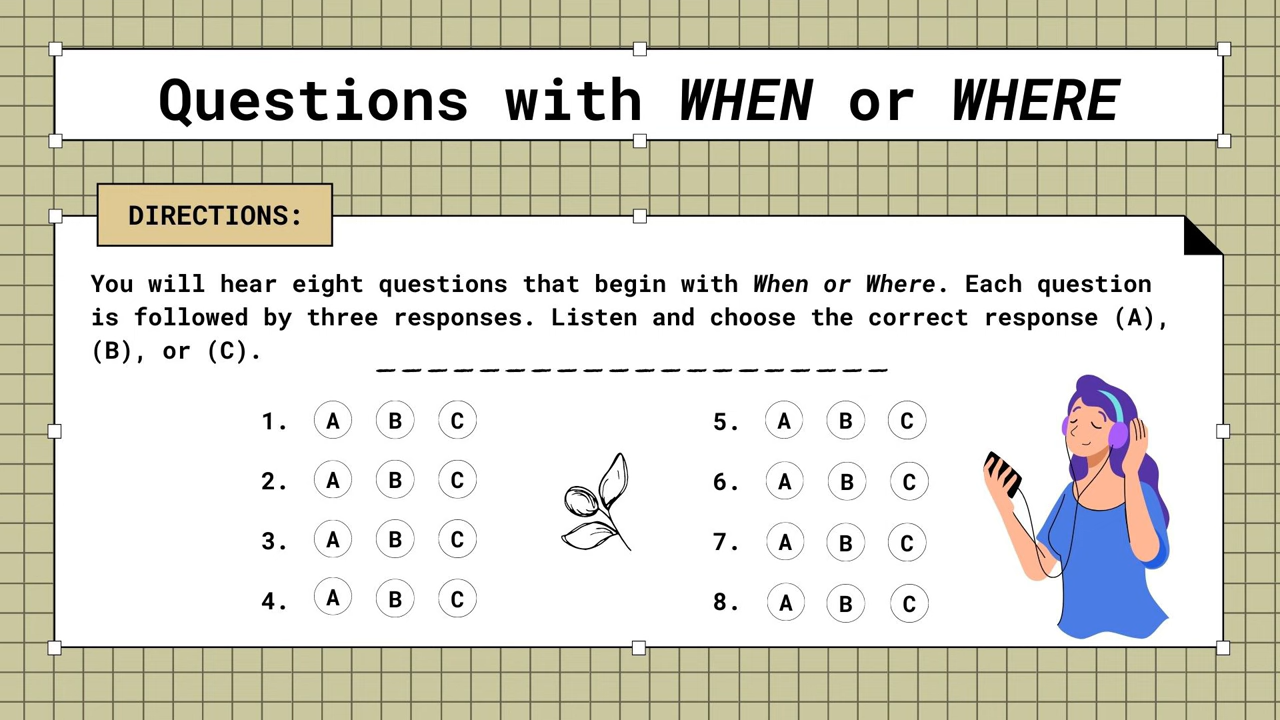 Questions with WHEN or WHERE
DIRECTIONS:
You will hear eight questions that begin with When or Where. Each question
is followed by three responses. Listen and choose the correct response (A),
(B), or (C).
1. A B C
2. A B C
3. A B C
4. A B C
5. A B C
6. A B C
7. A B C
8. A B C